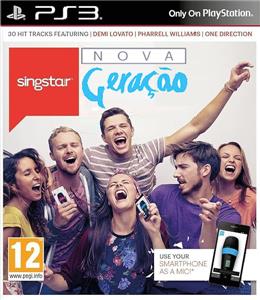 PS3
Only On PlayStation.
30 HIT TRACKS FEATURING | DEMI LOVATO | PHARRELL WILLIAMS | ONE DIRECTION
singstar
NOVA
Geração
12
www.pegi.info
USE YOUR
SMARTPHONE
AS A MIC!*